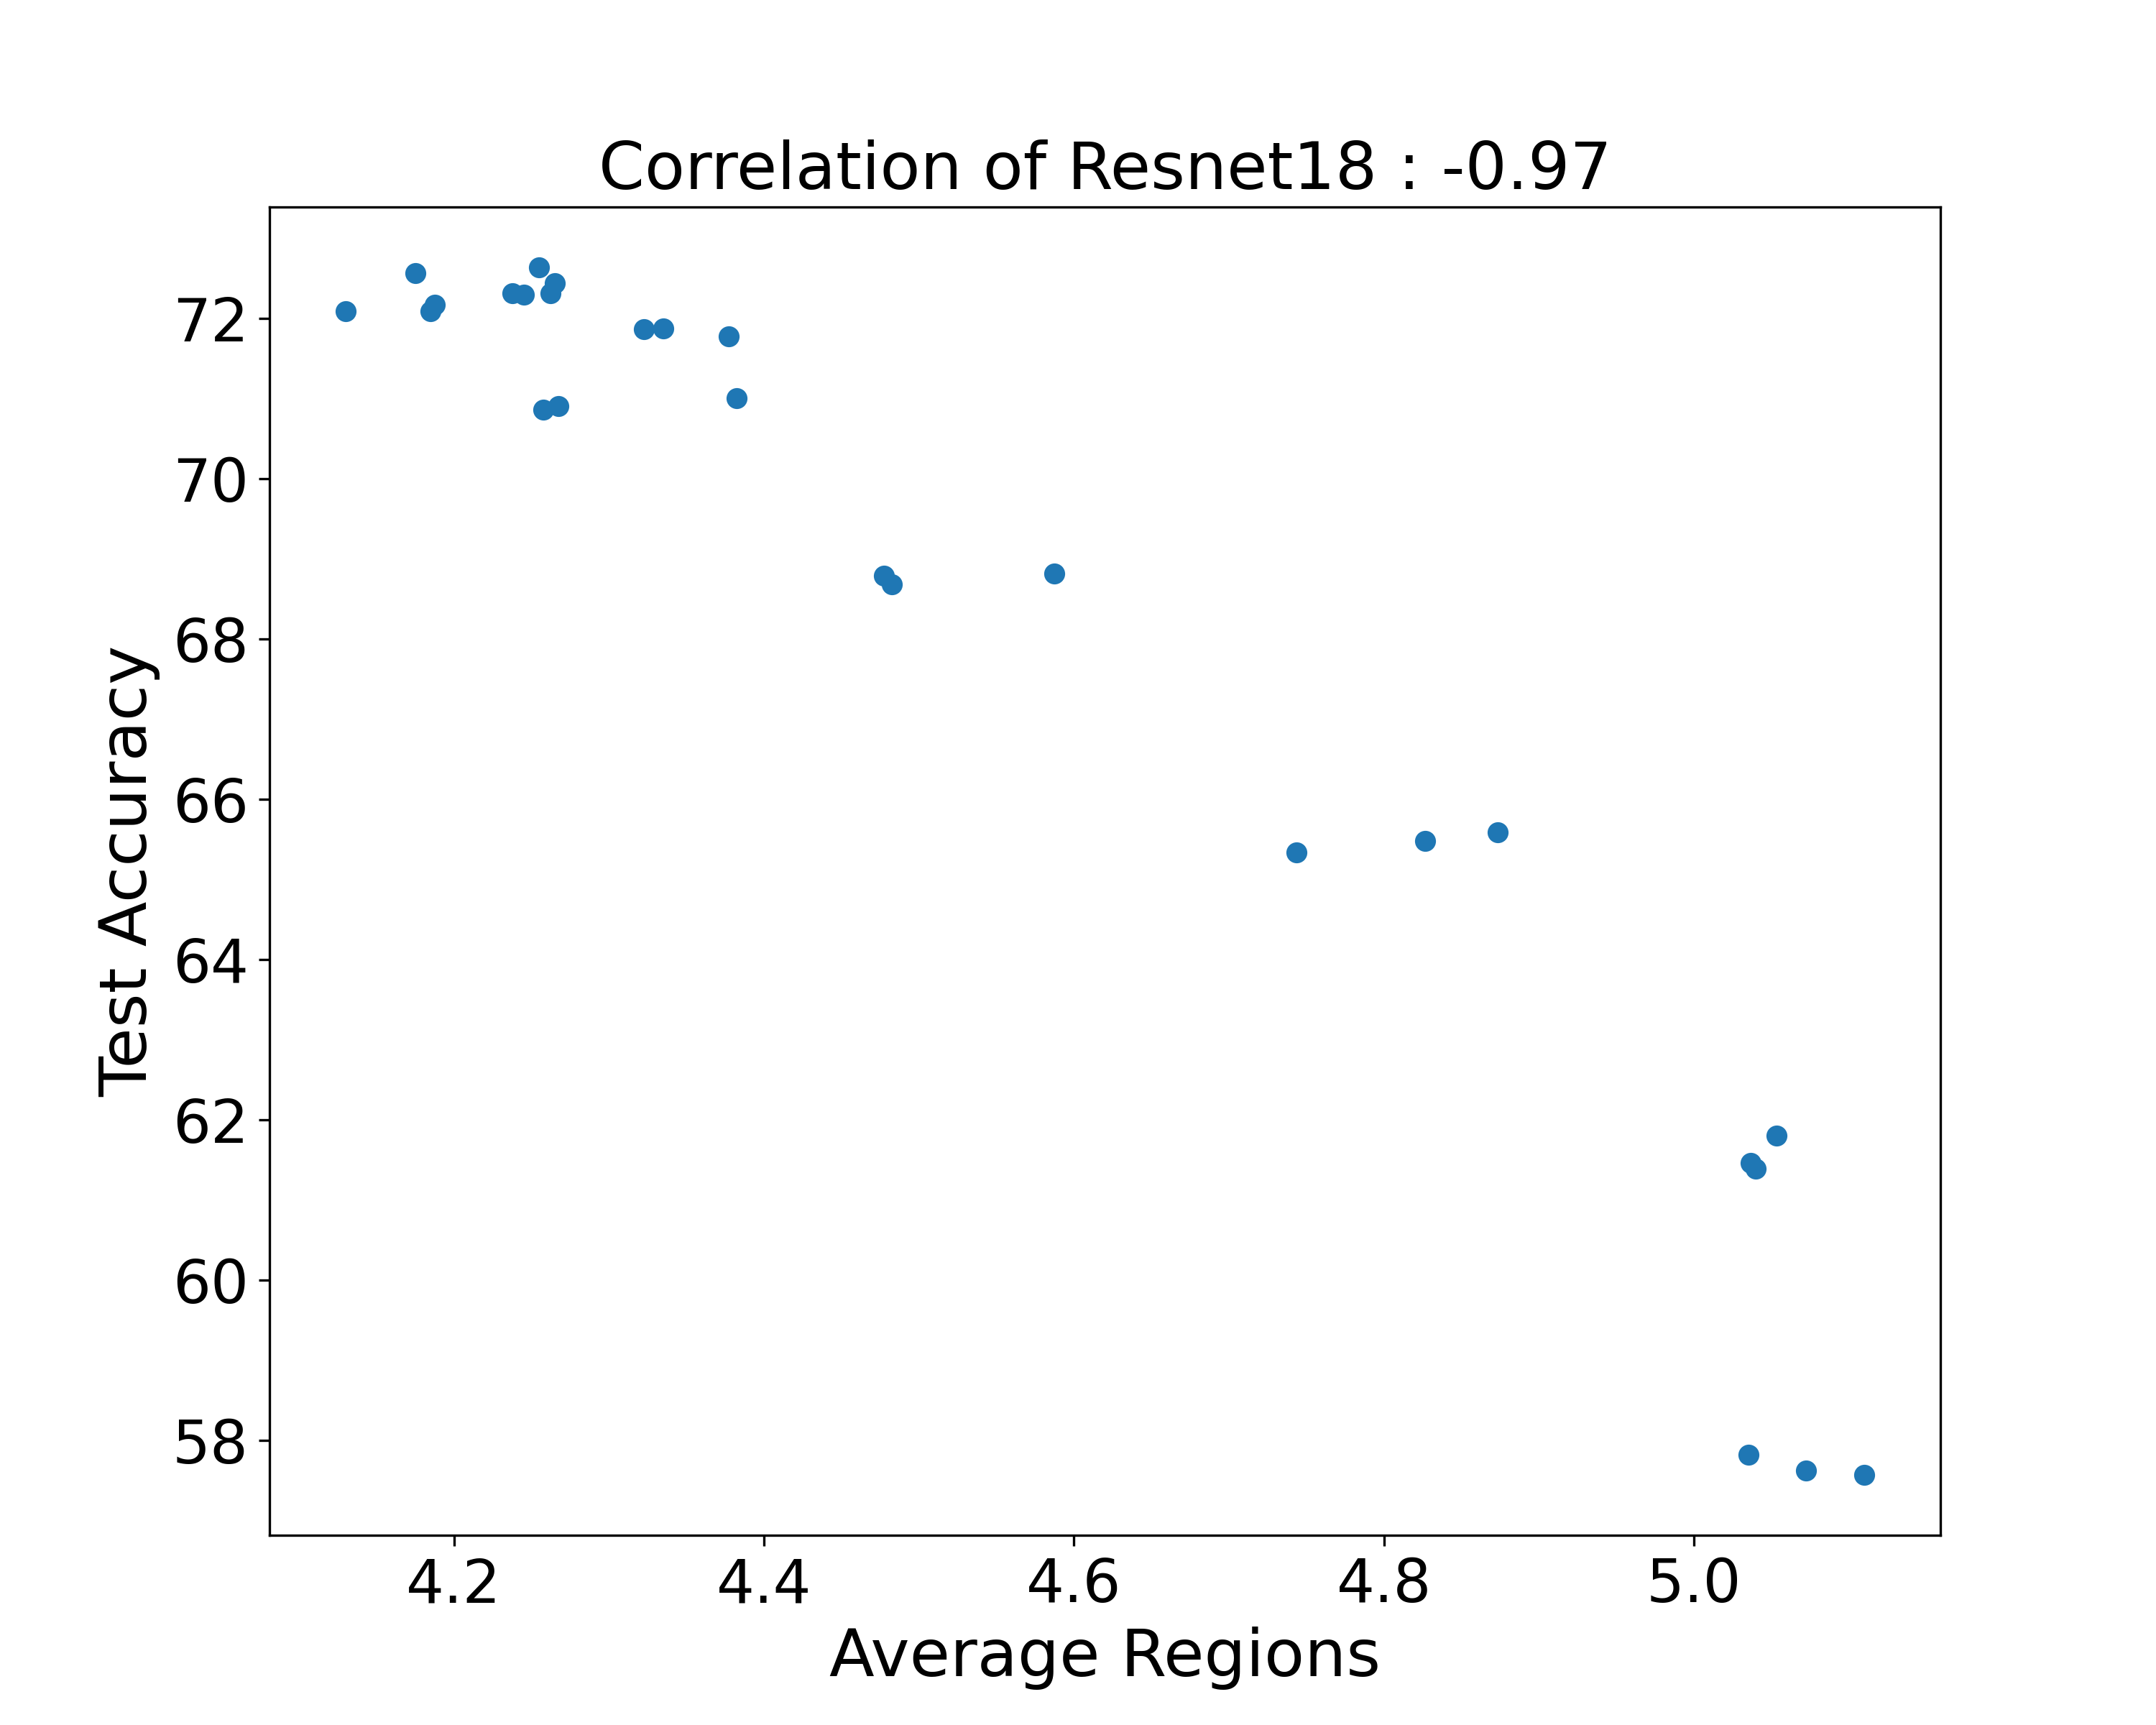 Correlation of Resnet18 : -0.97
Test Accuracy
72
70
68
66
64
62
60
58
4.2 4.4 4.6 4.8 5.0
Average Regions